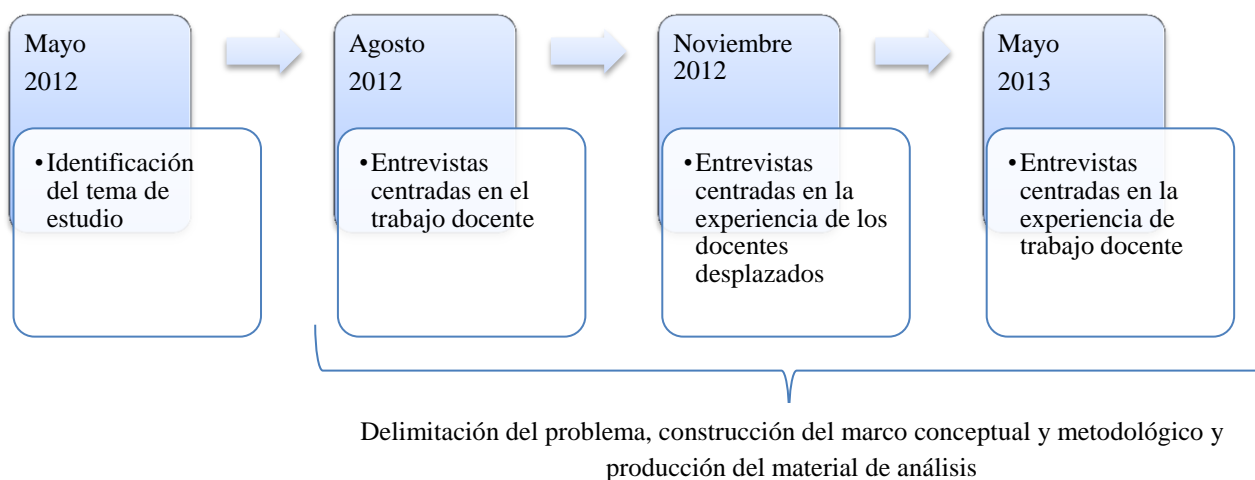 Mayo
2012
•Identificación
del tema de
estudio
Agosto
2012
•Entrevistas
centradas en el
trabajo docente
Noviembre
2012
•Entrevistas
centradas en la
experiencia de los
docentes
desplazados
Mayo
2013
•Entrevistas
centradas en la
experiencia de
trabajo docente
Delimitación del problema, construcción del marco conceptual y metodológico y
producción del material de análisis